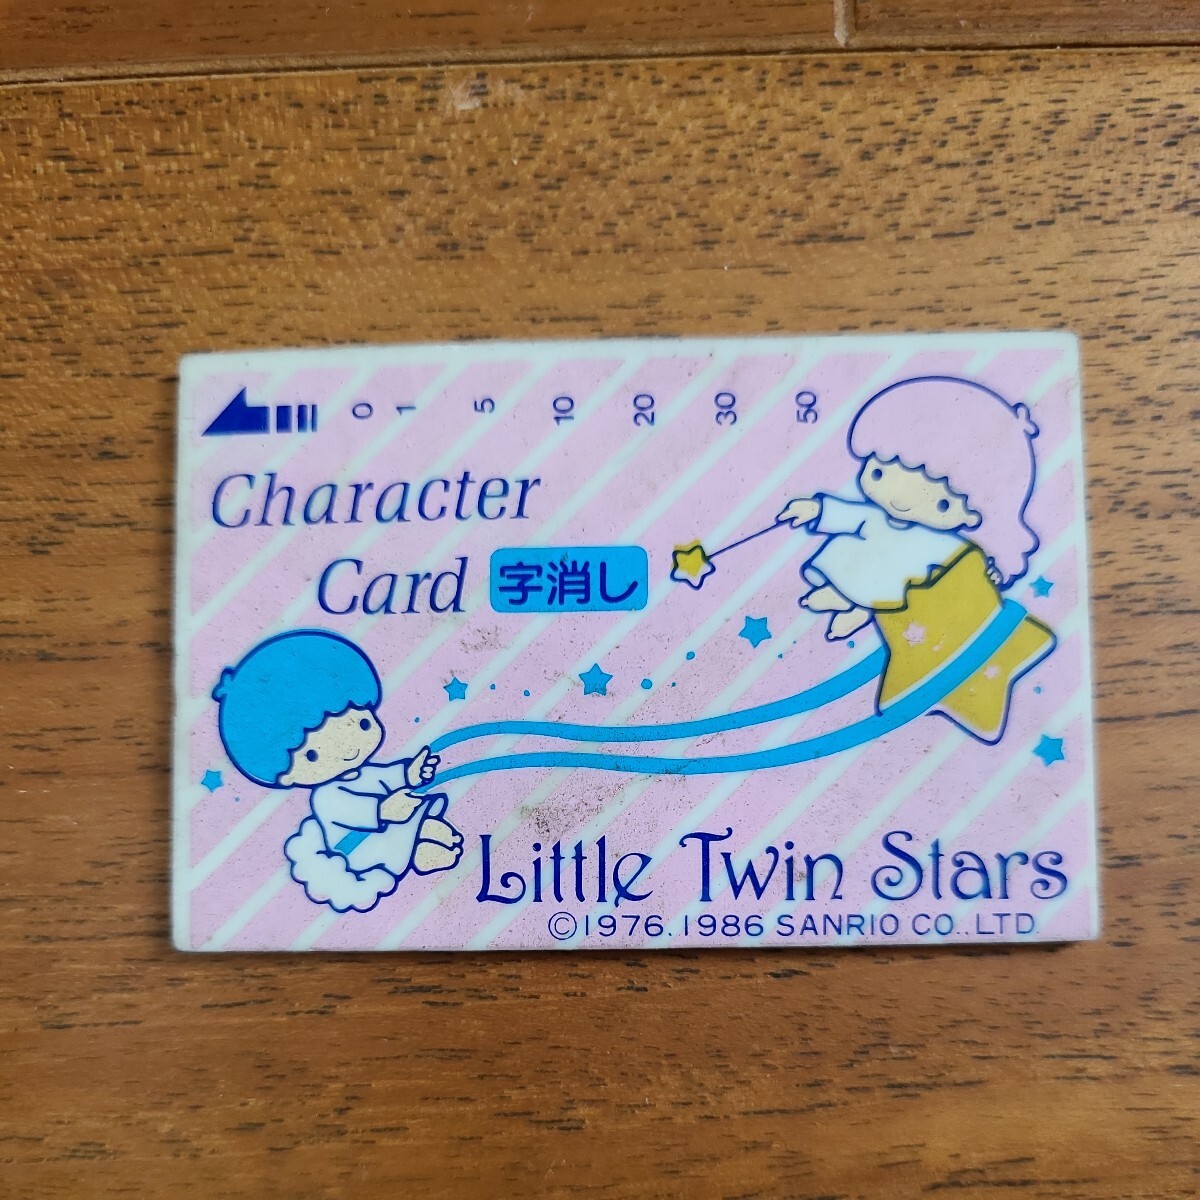 0 1 5 10 20 30 50
Character
Card 字消し
Little Twin Stars
©1976.1986 SANRIO CO.,LTD.